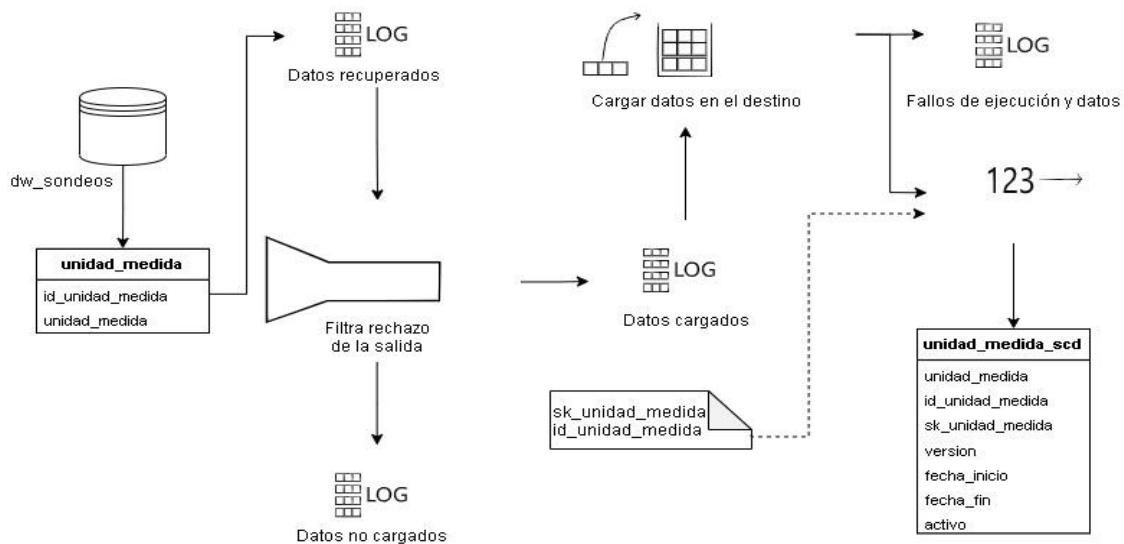 LOG
Datos recuperados
dw_sondeos
unidad_medida
id_unidad_medida
unidad_medida
Filtra rechazo
de la salida
LOG
Datos no cargados
Cargar datos en el destino
LOG
Datos cargados
sk_unidad_medida
id_unidad_medida
LOG
Fallos de ejecución y datos
123
unidad_medida_scd
unidad_medida
id_unidad_medida
sk_unidad_medida
version
fecha_inicio
fecha_fin
activo